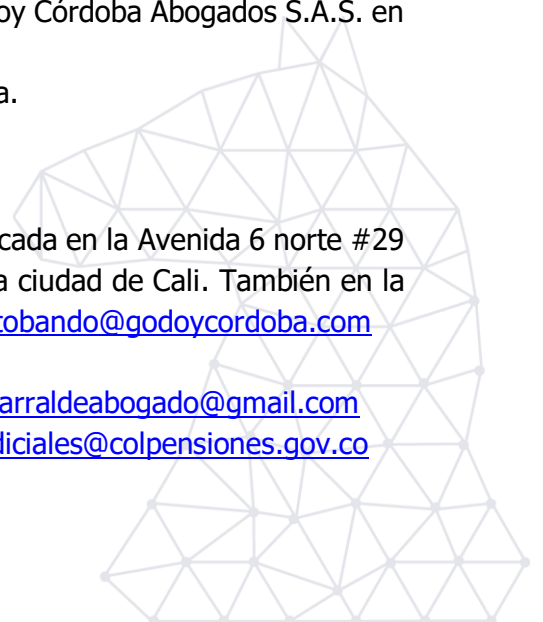 oy Córdoba Abogados S.A.S. en
a.
cada en la Avenida 6 norte #29
a ciudad de Cali. También en la
tobando@godoycordoba.com
arraldeabogado@gmail.com
diciales@colpensiones.gov.co